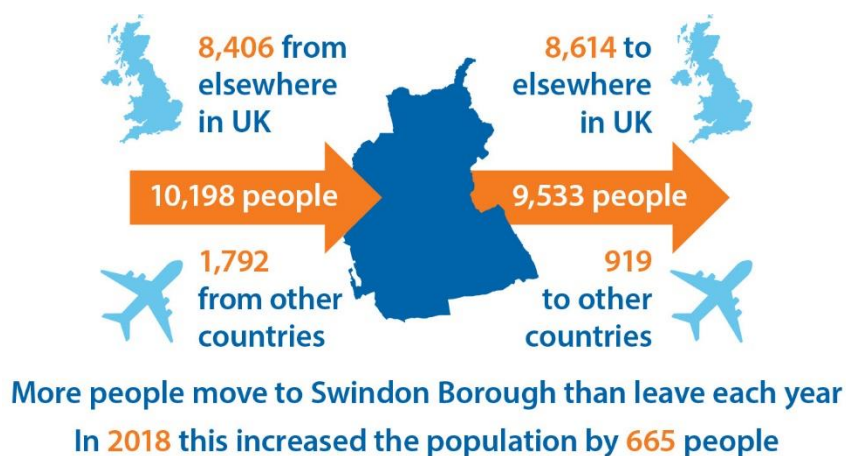 8,406 from
elsewhere
in UK
8,614 to
elsewhere
in UK
10,198 people
9,533 people
1,792
from other
countries
919
to other
countries
More people move to Swindon Borough than leave each year
In 2018 this increased the population by 665 people